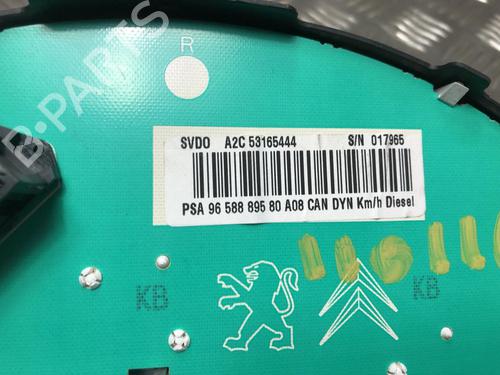 R
SVDO A2C 53165444 S/N 017965
PSA 96 588 895 80 A08 CAN DYN Km/h Diesel
KB
KB
B-PARTS